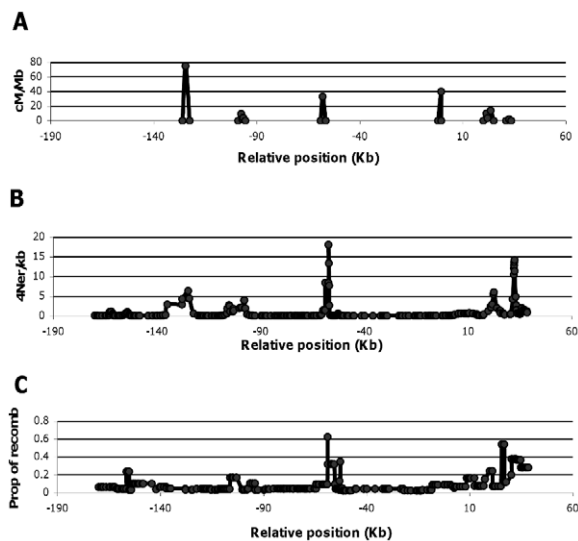 A
cM/Mb
80
60
40
20
0
-190 -140 -90 -40 10 60
Relative position (Kb)
B
4Ner/kb
20
15
10
5
0
-190 -140 -90 -40 10 60
Relative position (Kb)
C
Prop of recomb
0.8
0.6
0.4
0.2
0
-190 -140 -90 -40 10 60
Relative position (Kb)